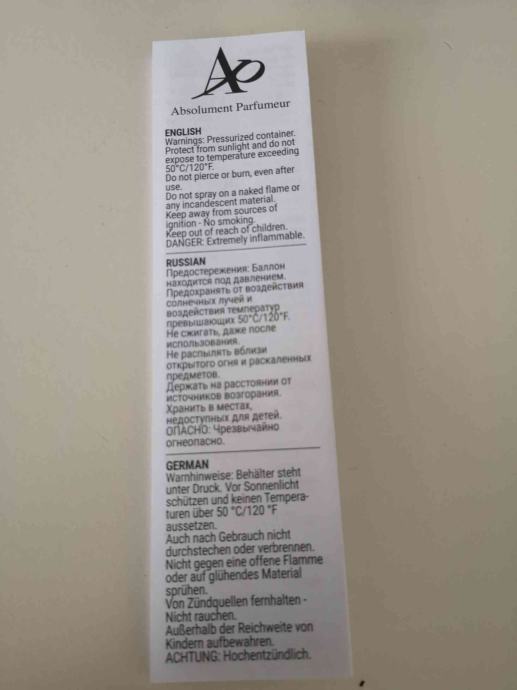 AP
Absolument Parfumeur
ENGLISH
Warnings: Pressurized container.
Protect from sunlight and do not
expose to temperature exceeding
50°C/120°F.
Do not pierce or burn, even after
use.
Do not spray on a naked flame or
any incandescent material.
Keep away from sources of
ignition - No smoking.
Keep out of reach of children.
DANGER: Extremely inflammable.
RUSSIAN
Предостережения: Баллон
находится под давлением.
Предохранять от воздействия
солнечных лучей и
воздействия температур
превышающих 50°C/120°F.
Не сжигать, даже после
использования.
Не распылять вблизи
открытого огня и раскаленных
предметов.
Держать на расстоянии от
источников возгорания.
Хранить в местах,
недоступных для детей.
ОПАСНО: Чрезвычайно
огнеопасно.
GERMAN
Warnhinweise: Behälter steht
unter Druck. Vor Sonnenlicht
schützen und keinen Tempera-
turen über 50 °C/120 °F
aussetzen.
Auch nach Gebrauch nicht
durchstechen oder verbrennen.
Nicht gegen eine offene Flamme
oder auf glühendes Material
sprühen.
Von Zündquellen fernhalten -
Nicht rauchen.
Außerhalb der Reichweite von
Kindern aufbewahren.
ACHTUNG: Hochentzündlich.